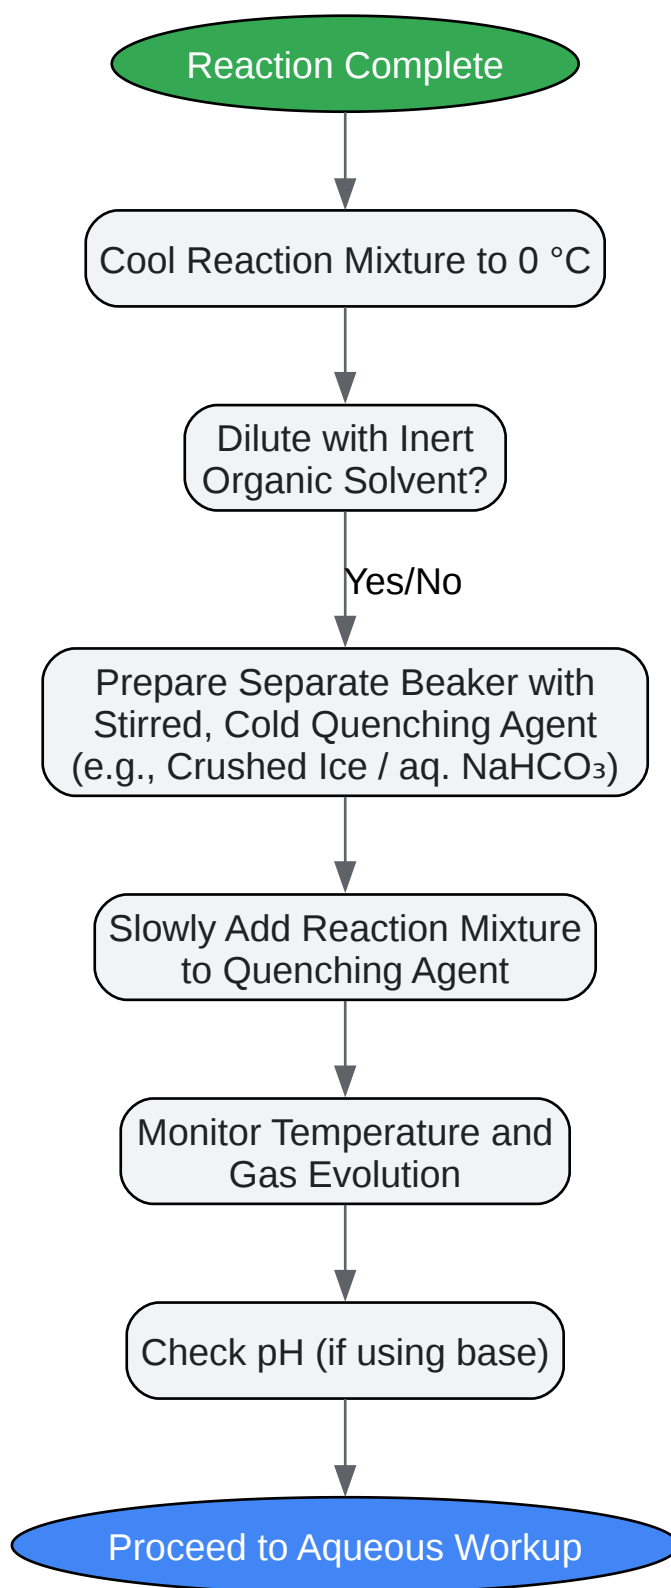 Reaction Complete
Cool Reaction Mixture to 0 °C
Dilute with Inert
Organic Solvent?
Yes/No
Prepare Separate Beaker with
Stirred, Cold Quenching Agent
(e.g., Crushed Ice / aq. NaHCO₃)
Slowly Add Reaction Mixture
to Quenching Agent
Monitor Temperature and
Gas Evolution
Check pH (if using base)
Proceed to Aqueous Workup